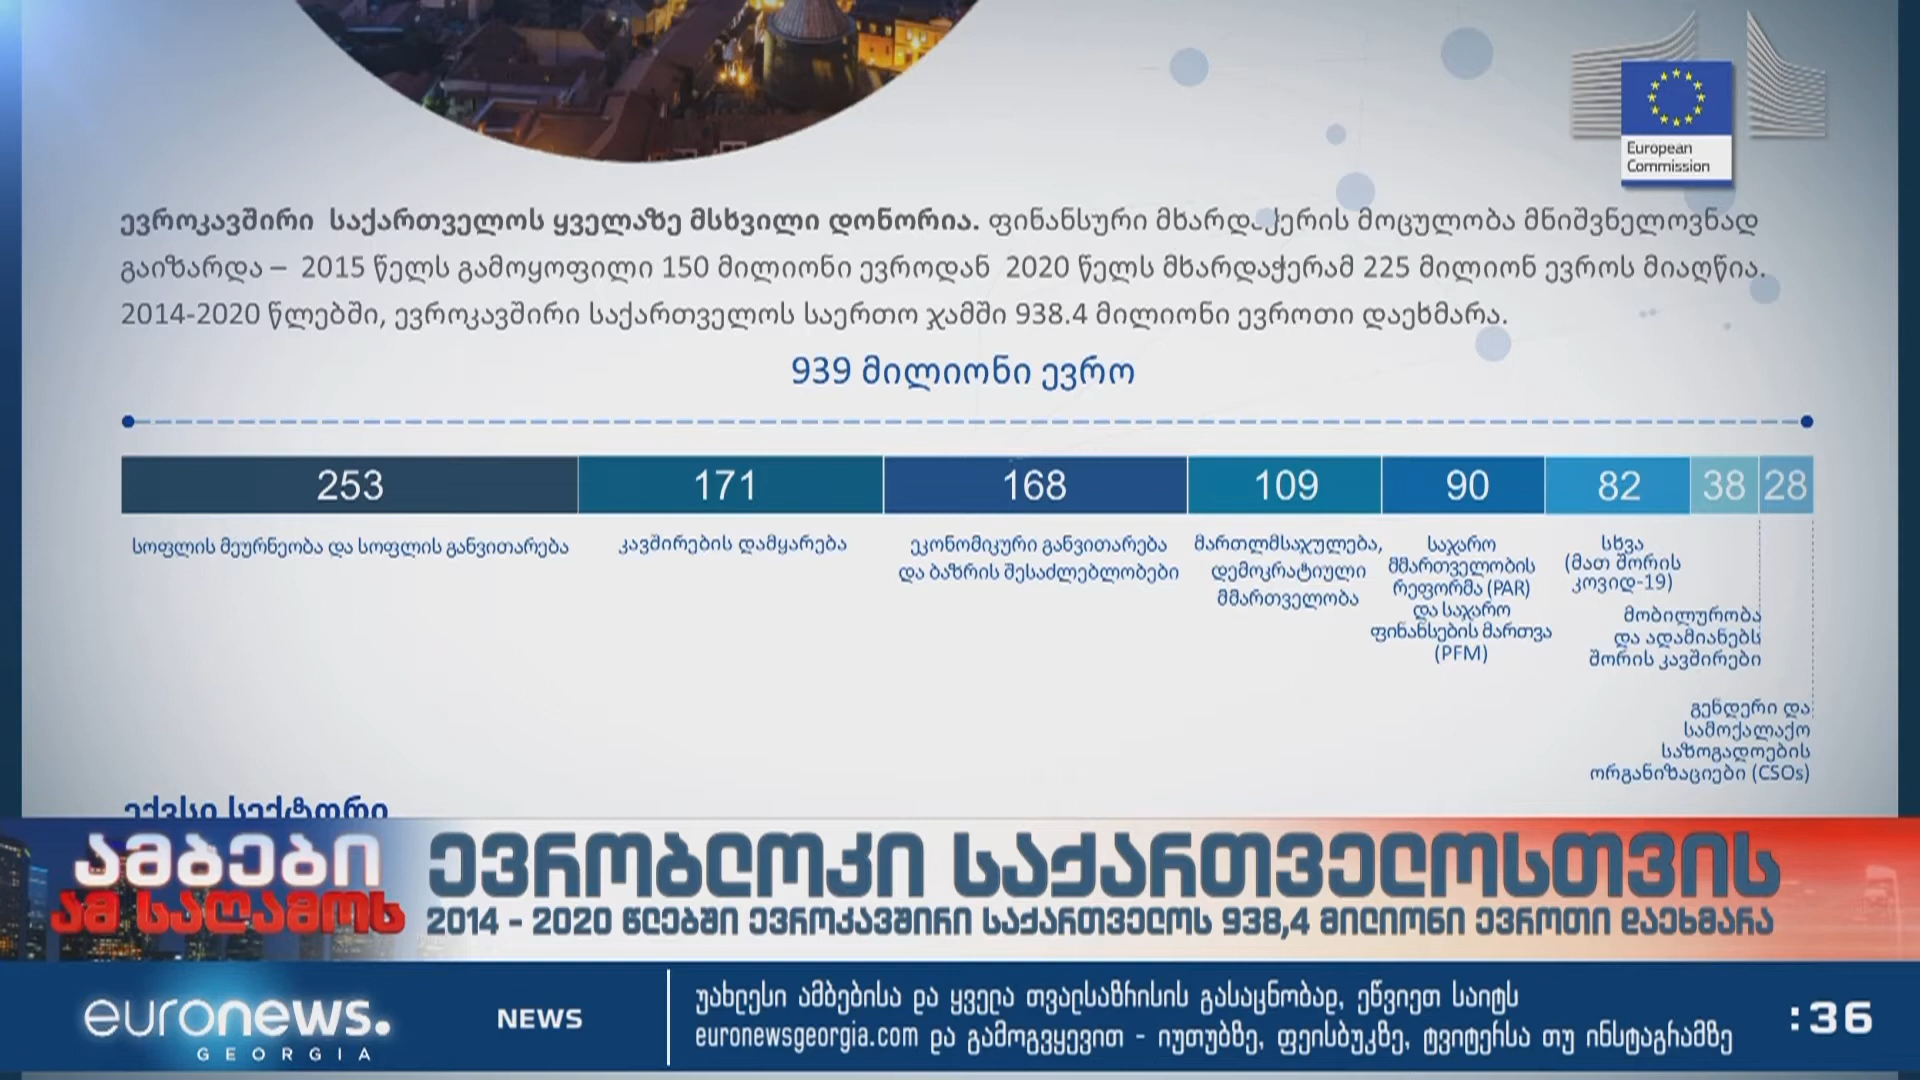 European
Commission
ევროკავშირი საქართველოს ყველაზე მსხვილი დონორია. ფინანსური მხარდაჭერის მოცულობა მნიშვნელოვნად
გაიზარდა – 2015 წელს გამოყოფილი 150 მილიონი ევროდან 2020 წელს მხარდაჭერამ 225 მილიონ ევროს მიაღწია.
2014-2020 წლებში, ევროკავშირი საქართველოს საერთო ჯამში 938.4 მილიონი ევროთი დაეხმარა.
939 მილიონი ევრო
253 171 168 109 90 82 38 28
სოფლის მეურნეობა და სოფლის განვითარება
კავშირების დამყარება
ეკონომიკური განვითარება
და ბაზრის შესაძლებლობები
მართლმსაჯულება,
დემოკრატიული
მმართველობა
საჯარო
მმართველობის
რეფორმა (PAR)
და საჯარო
ფინანსების მართვა
(PFM)
სხვა
(მათ შორის
კოვიდ-19)
მობილურობა
და ადამიანებს
შორის კავშირები
გენდერი და
სამოქალაქო
საზოგადოების
ორგანიზაციები (CSOs)
ექვსი სექტორი
ამბები
ამ საღამოს
ევრობლოკი საქართველოსთვის
2014 - 2020 წლებში ევროკავშირი საქართველოს 938,4 მილიონი ევროთი დაეხმარა
euronews.
GEORGIA
NEWS
უახლესი ამბებისა და ყველა თვალსაზრისის გასაცნობად, ეწვიეთ საიტს
euronewsgeorgia.com და გამოგვყევით - იუთუბზე, ფეისბუკზე, ტვიტერსა თუ ინსტაგრამზე
:36